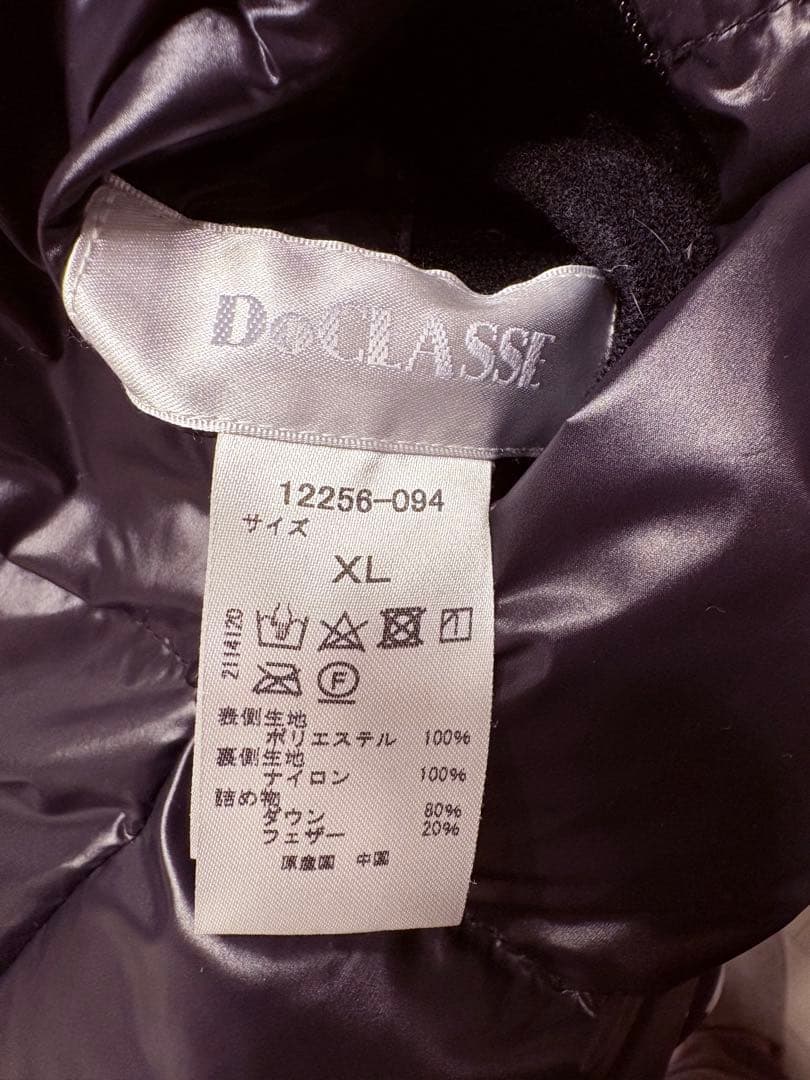 DoCLASSE
12256-094
サイズ
XL
2114120
F
表側生地
ポリエステル 100%
裏側生地
ナイロン 100%
詰め物
ダウン 80%
フェザー 20%
原産国 中国